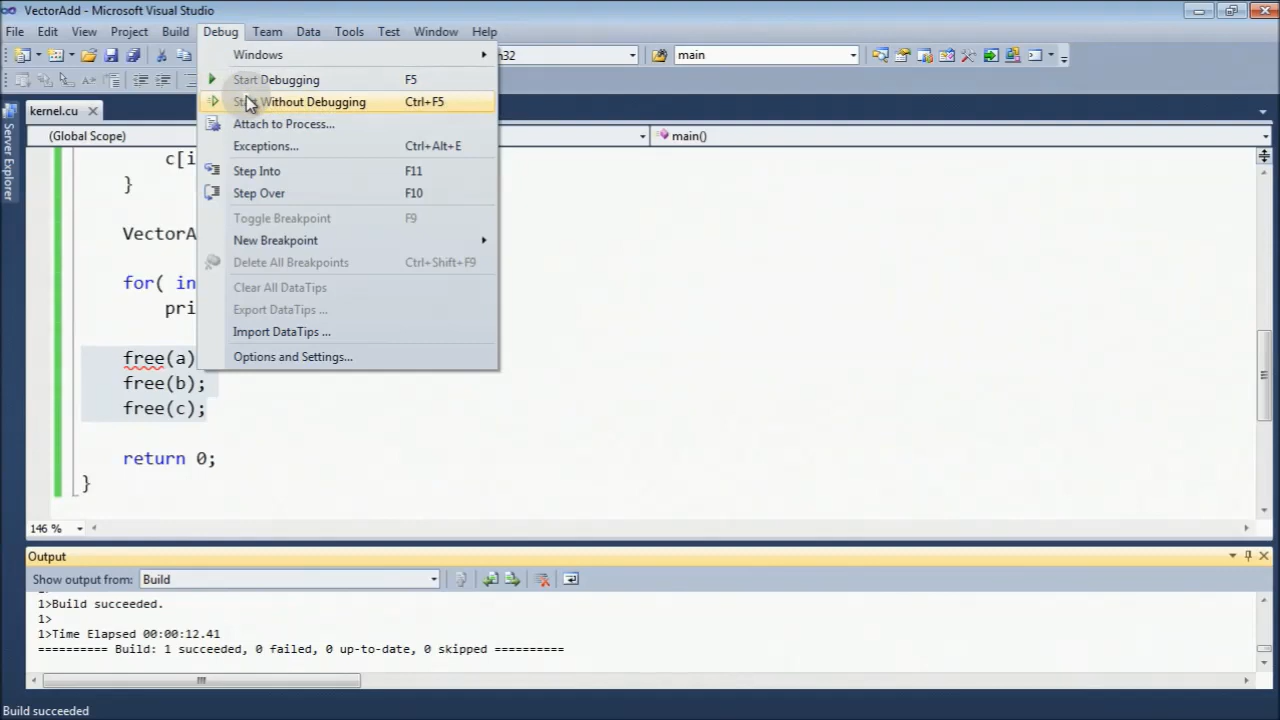 VectorAdd - Microsoft Visual Studio
File Edit View Project Build Debug Team Data Tools Test Window Help
main
kernel.cu
(Global Scope) main()
Windows
Start Debugging F5
Without Debugging Ctrl+F5
Attach to Process...
Exceptions... Ctrl+Alt+E
Step Into F11
Step Over F10
Toggle Breakpoint F9
New Breakpoint
Delete All Breakpoints Ctrl+Shift+F9
Clear All DataTips
Export DataTips ...
Import DataTips ...
Options and Settings...
Server Explorer
c[i
}
VectorA
for( in
pri
free(a)
free(b);
free(c);
return 0;
}
146 %
Output
Show output from: Build
1>Build succeeded.
1>
1>Time Elapsed 00:00:12.41
========== Build: 1 succeeded, 0 failed, 0 up-to-date, 0 skipped ==========
Build succeeded